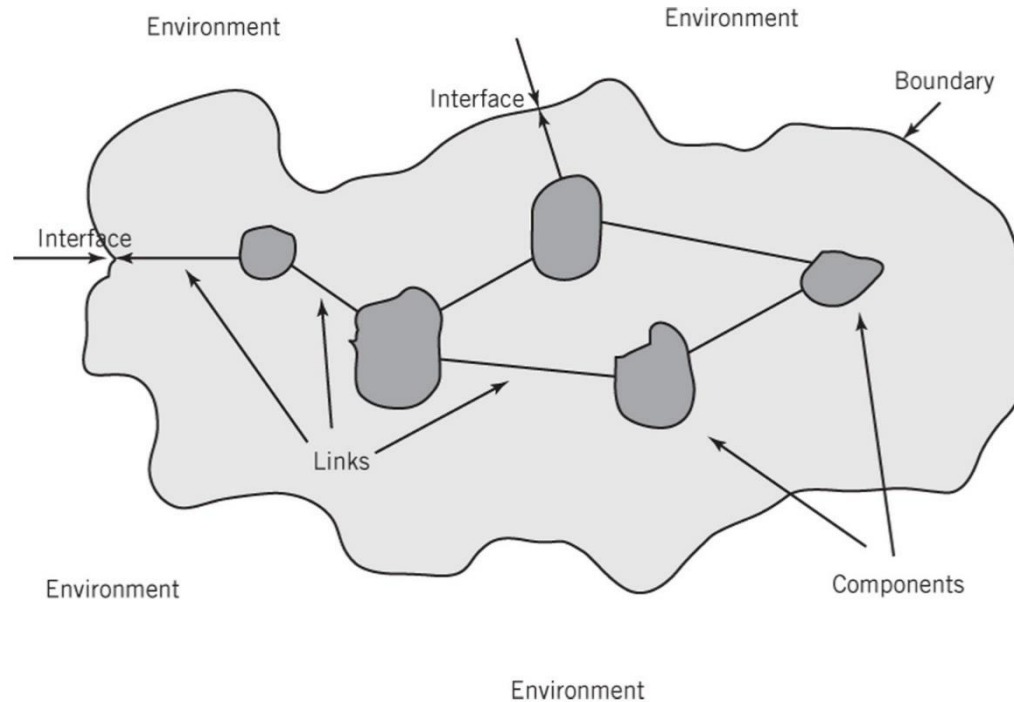 Environment
Environment
Boundary
Interface
Interface
Links
Components
Environment
Environment